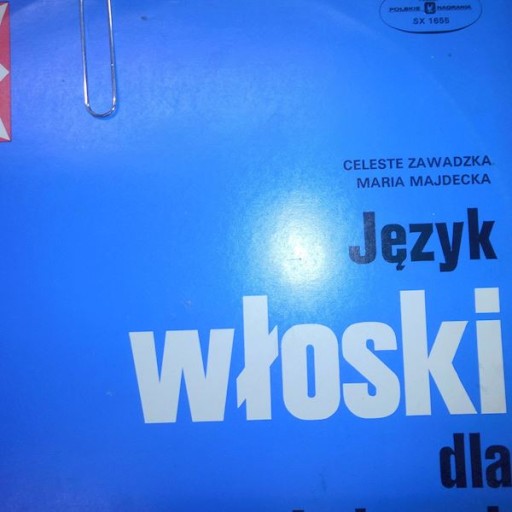 POLSKIE NAGRANIA
SX 1655
CELESTE ZAWADZKA
MARIA MAJDECKA
Język
włoski
dla